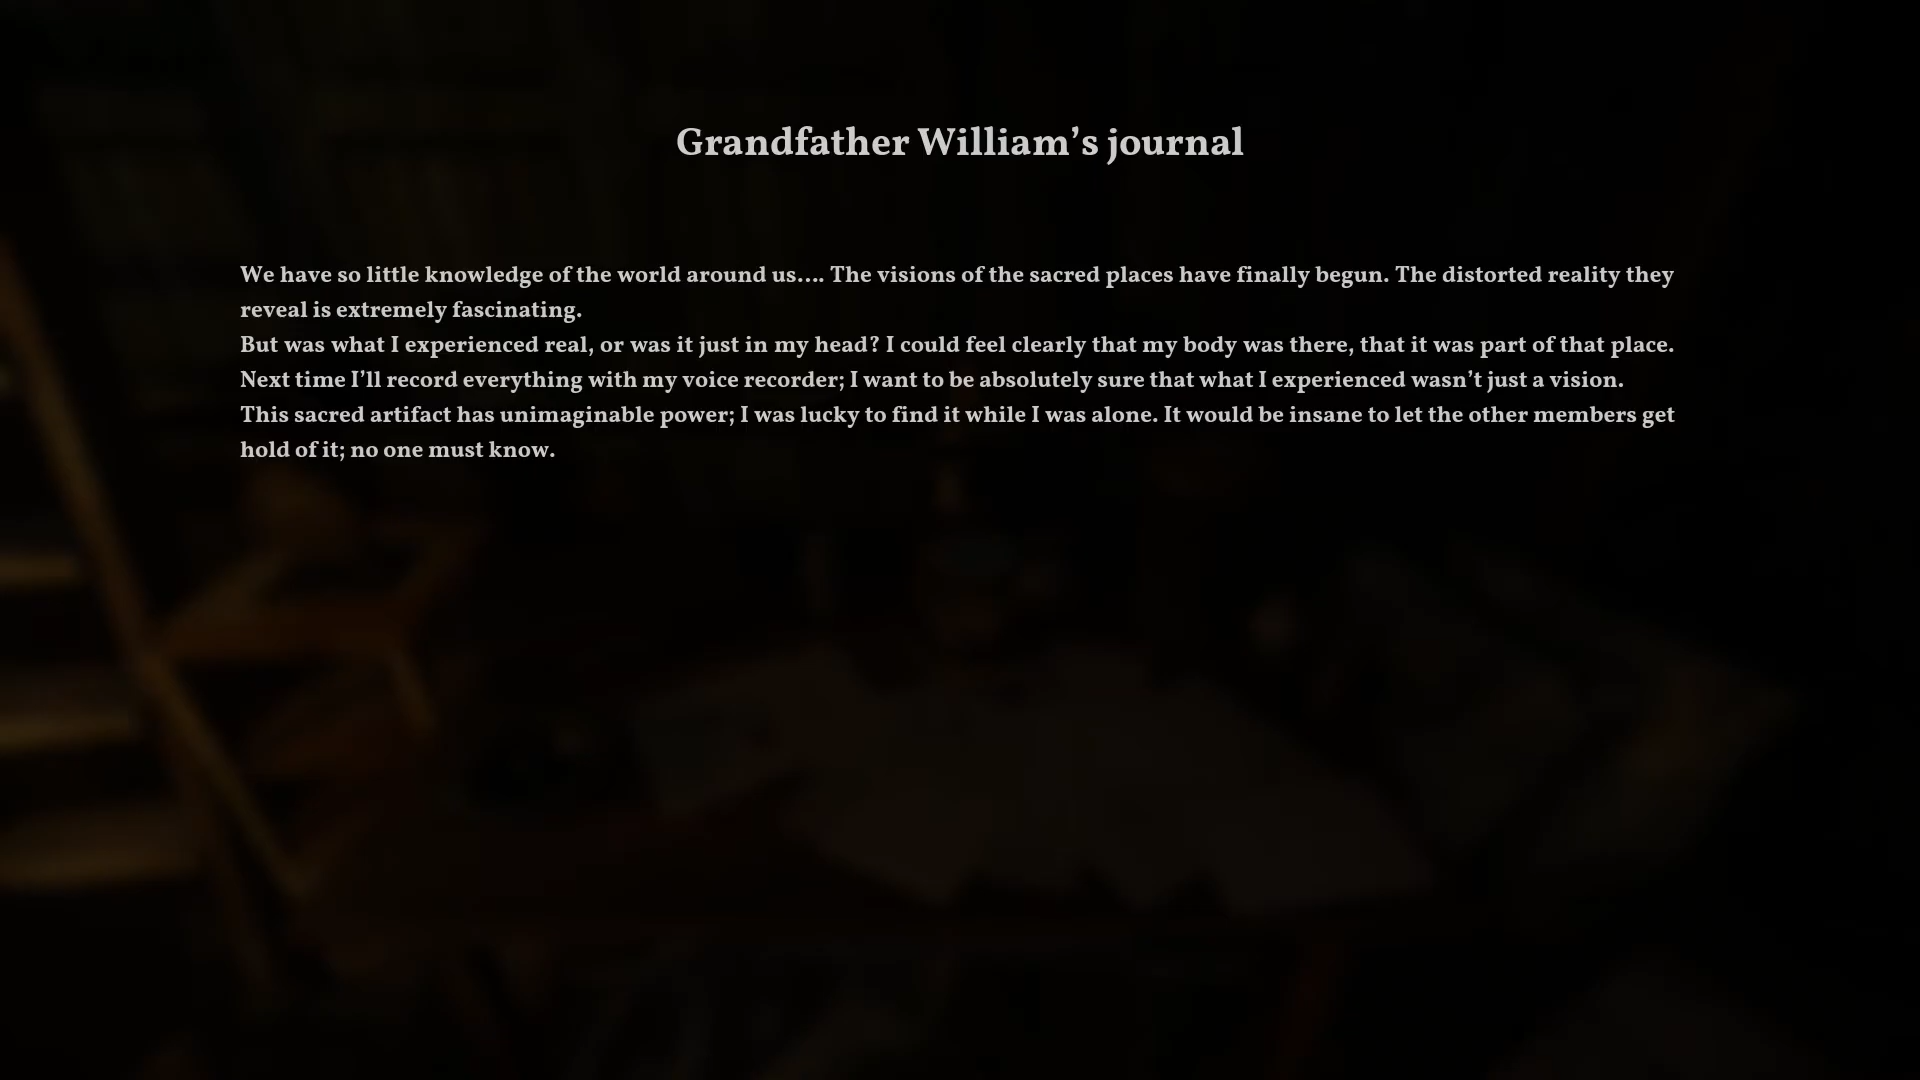 Grandfather William’s journal
We have so little knowledge of the world around us…. The visions of the sacred places have finally begun. The distorted reality they
reveal is extremely fascinating.
But was what I experienced real, or was it just in my head? I could feel clearly that my body was there, that it was part of that place.
Next time I’ll record everything with my voice recorder; I want to be absolutely sure that what I experienced wasn’t just a vision.
This sacred artifact has unimaginable power; I was lucky to find it while I was alone. It would be insane to let the other members get
hold of it; no one must know.